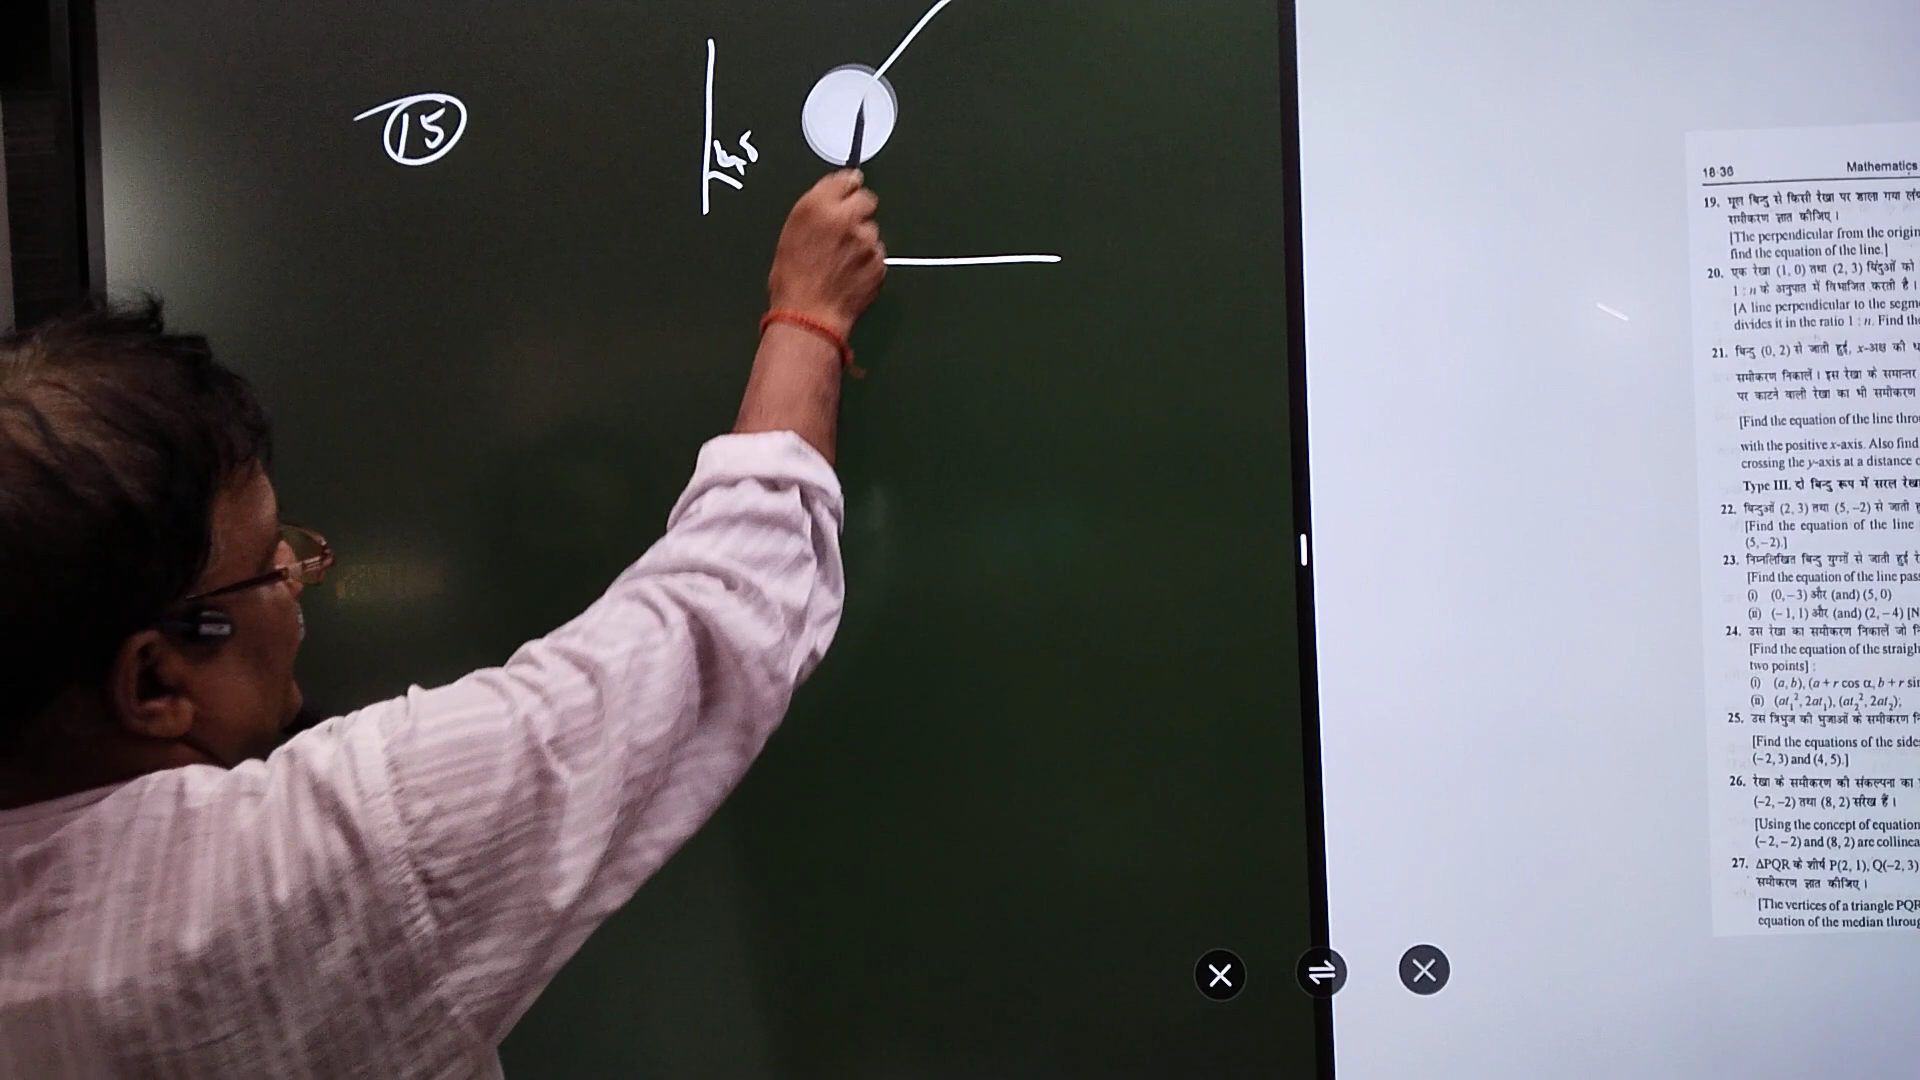 15
45
18·36 Mathematics
19. मूल बिन्दु से किसी रेखा पर डाला गया
समीकरण ज्ञात कीजिए ।
[The perpendicular from the origin
find the equation of the line.]
20. एक रेखा (1, 0) तथा (2, 3) बिंदुओं को
1 : n के अनुपात में विभाजित करती है ।
[A line perpendicular to the segm
divides it in the ratio 1 : n. Find the
21. बिन्दु (0, 2) से जाती हुई, x-अक्ष की
समीकरण निकालें । इस रेखा के समान्तर
पर काटने वाली रेखा का भी समीकरण
[Find the equation of the line thro
with the positive x-axis. Also find
crossing the y-axis at a distance
Type III. दो बिन्दु रूप में सरल रेखा
22. बिन्दुओं (2, 3) तथा (5, –2) से जाती
[Find the equation of the line
(5, –2).]
23. निम्नलिखित बिन्दु युग्मों से जाती हुई
[Find the equation of the line pas
(i) (0, –3) और (and) (5, 0)
(ii) (–1, 1) और (and) (2, –4) [N
24. उस रेखा का समीकरण निकालें जो
[Find the equation of the straigh
two points] :
(i) (a, b), (a + r cos α, b + r sin
(ii) (at₁², 2at₁), (at₂², 2at₂);
25. उस त्रिभुज की भुजाओं के समीकरण
[Find the equations of the sides
(–2, 3) and (4, 5).]
26. रेखा के समीकरण की संकल्पना का
(–2, –2) तथा (8, 2) सरेख हैं ।
[Using the concept of equation
(–2, –2) and (8, 2) are collinea
27. ΔPQR के शीर्ष P(2, 1), Q(–2, 3)
समीकरण ज्ञात कीजिए ।
[The vertices of a triangle PQR
equation of the median throug